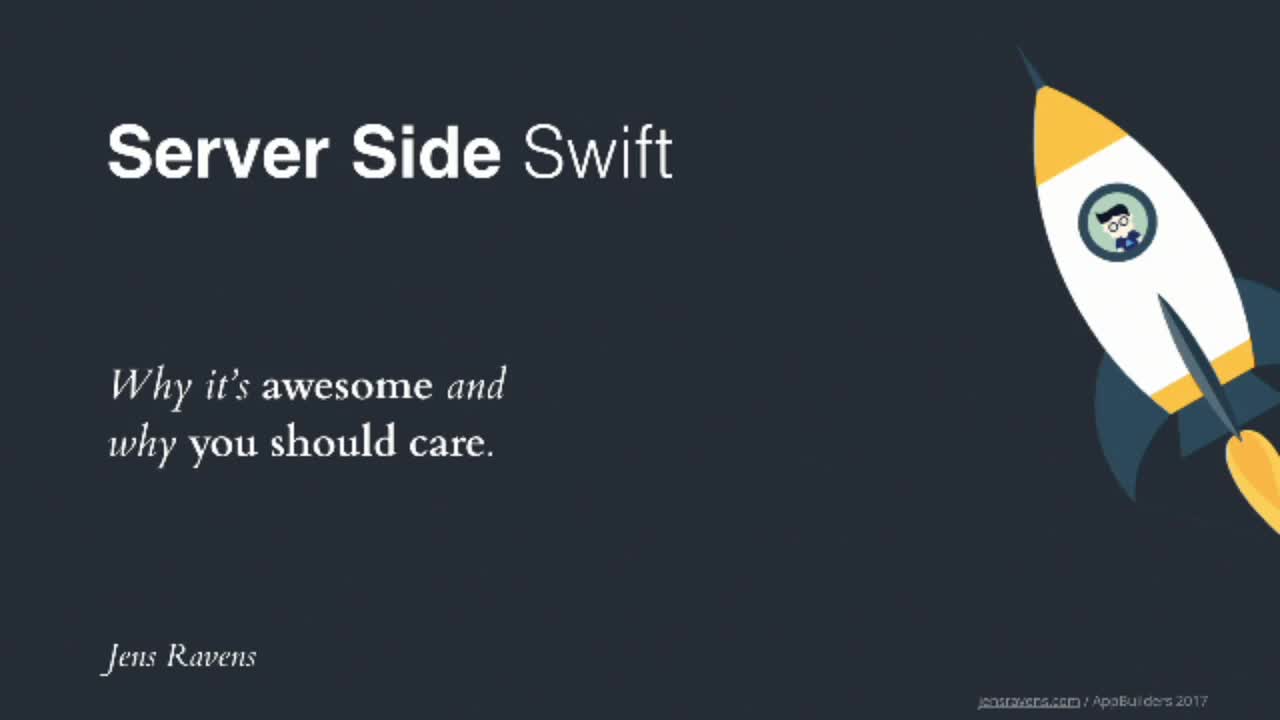 Server Side Swift
Why it’s awesome and
why you should care.
Jens Ravens
jensravens.com / AppBuilders 2017